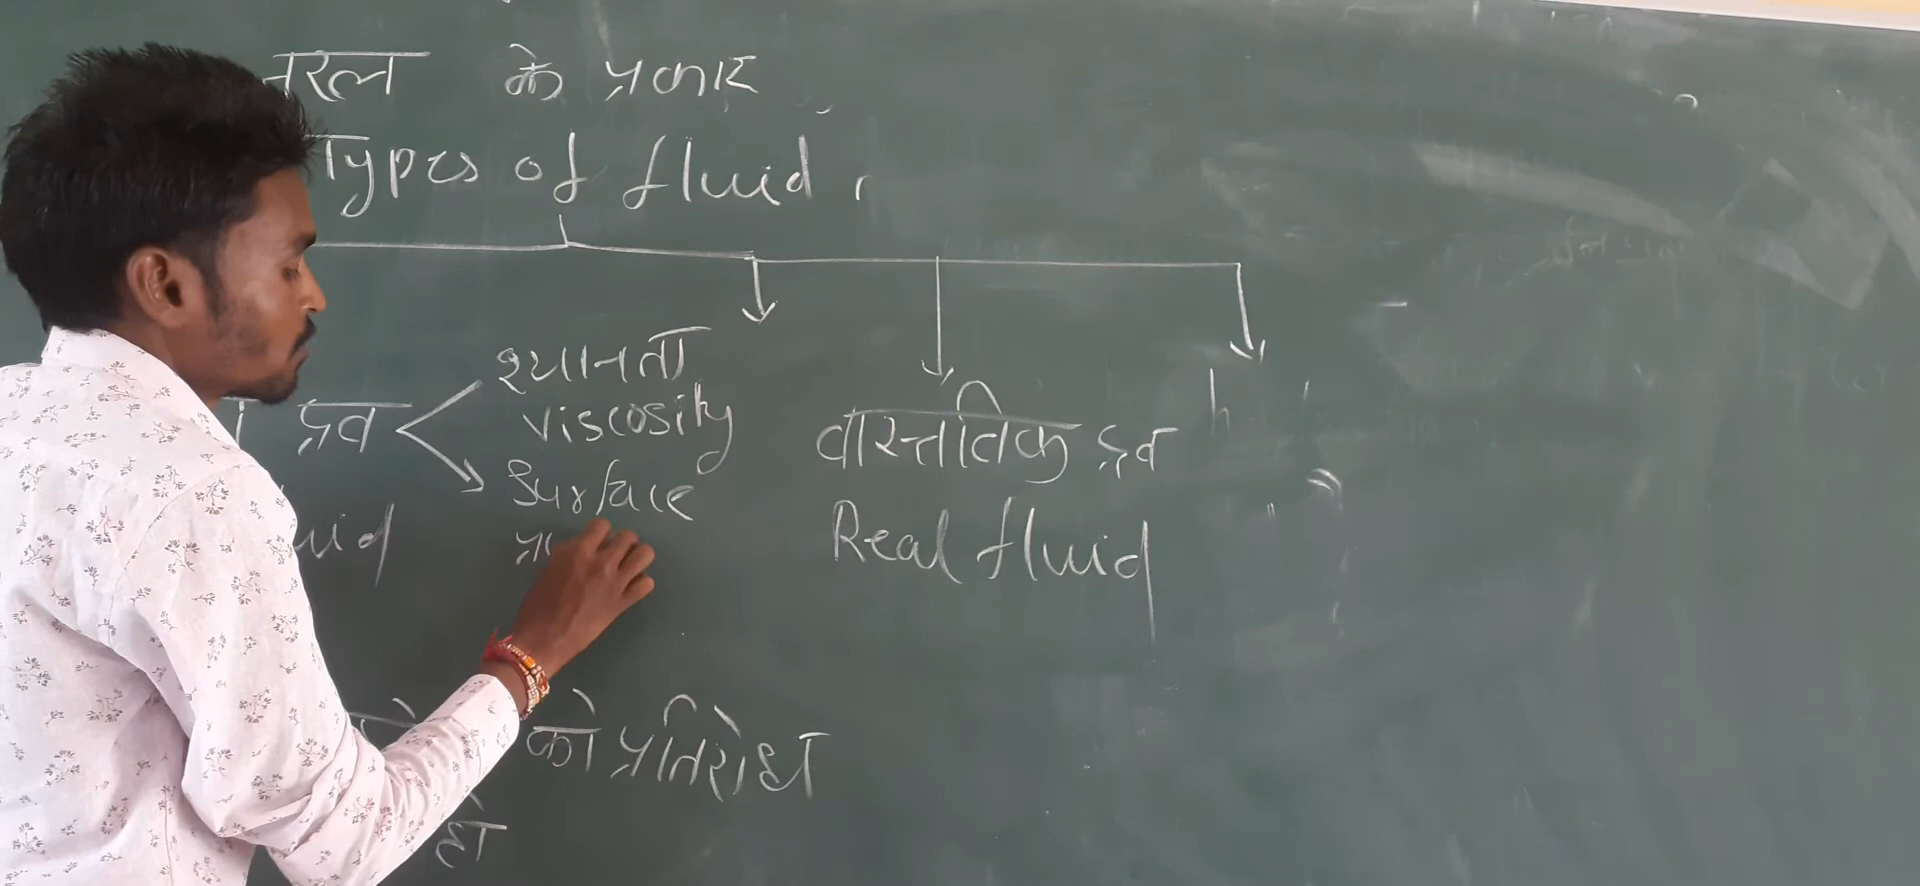 तरल के प्रकार
Types of fluid
द्रव
श्यानता
viscosity
Surface
वास्तविक द्रव
Real fluid
को प्रतिरोध
हो